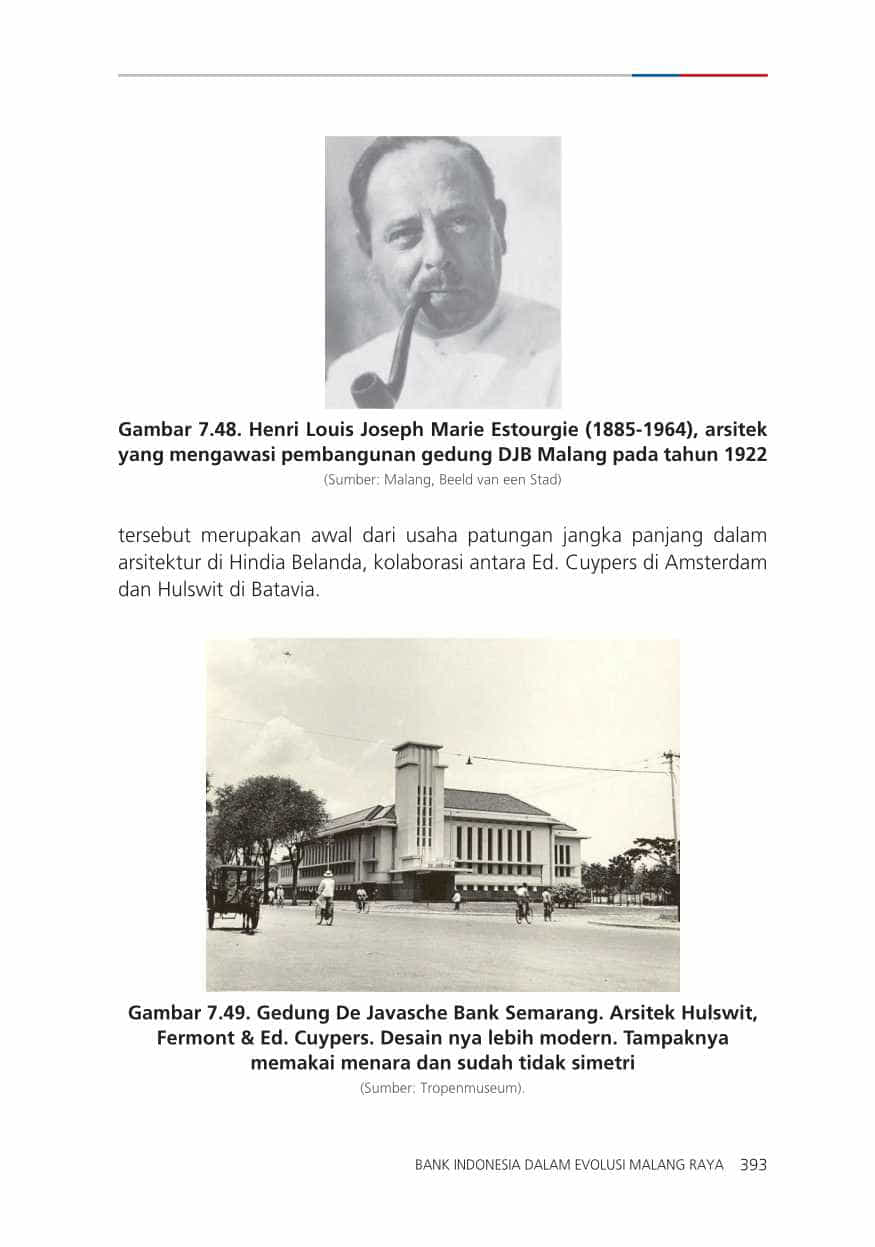 Gambar 7.48. Henri Louis Joseph Marie Estourgie (1885-1964), arsitek
yang mengawasi pembangunan gedung DJB Malang pada tahun 1922
(Sumber: Malang, Beeld van een Stad)
tersebut merupakan awal dari usaha patungan jangka panjang dalam
arsitektur di Hindia Belanda, kolaborasi antara Ed. Cuypers di Amsterdam
dan Hulswit di Batavia.
Gambar 7.49. Gedung De Javasche Bank Semarang. Arsitek Hulswit,
Fermont & Ed. Cuypers. Desain nya lebih modern. Tampaknya
memakai menara dan sudah tidak simetri
(Sumber: Tropenmuseum).
BANK INDONESIA DALAM EVOLUSI MALANG RAYA 393